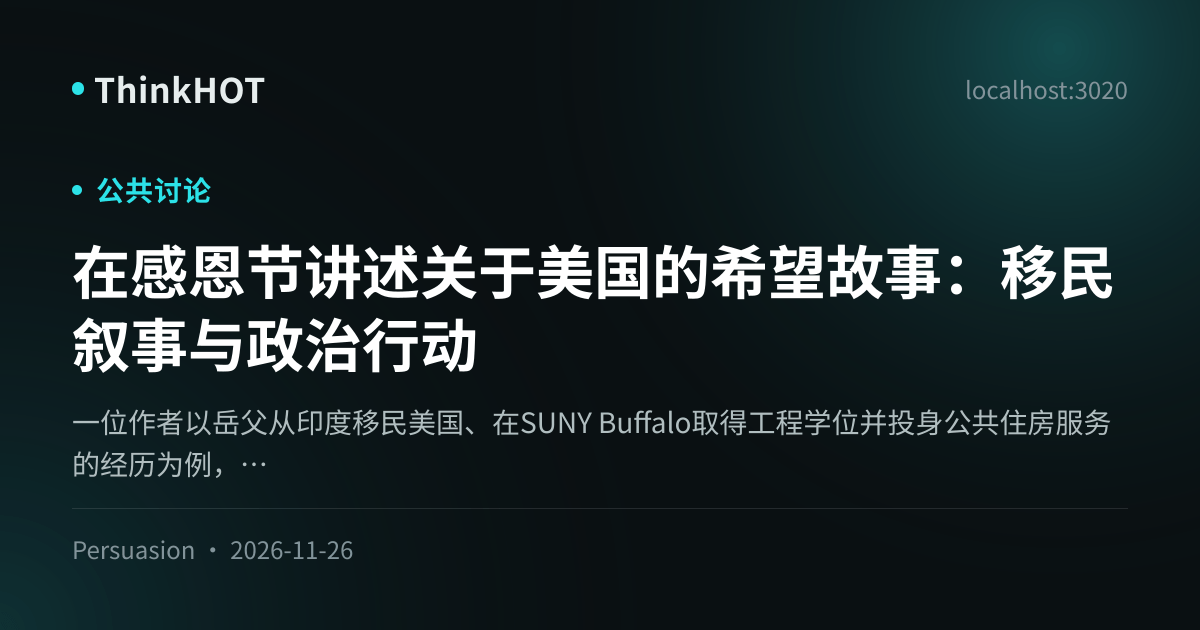 ThinkHOT
localhost:3020
公共讨论
在感恩节讲述关于美国的希望故事：移民
叙事与政治行动
一位作者以岳父从印度移民美国、在SUNY Buffalo取得工程学位并投身公共住房服务
的经历为例，…
Persuasion · 2026-11-26